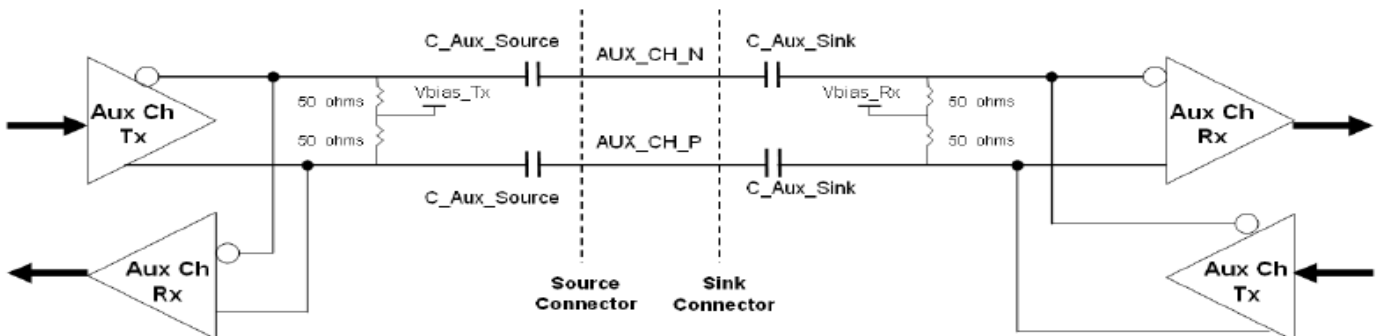 C_Aux_Source
AUX_CH_N
C_Aux_Sink
Aux Ch
Tx
50 ohms
Vbias_Tx
50 ohms
Vbias_Rx
50 ohms
50 ohms
Aux Ch
Rx
AUX_CH_P
C_Aux_Source
C_Aux_Sink
Aux Ch
Rx
Source
Connector
Sink
Connector
Aux Ch
Tx